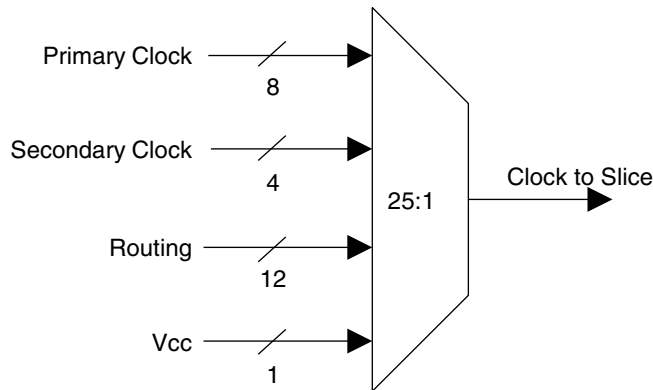 Primary Clock
8
Secondary Clock
4
Clock to Slice
25:1
Routing
12
Vcc
1